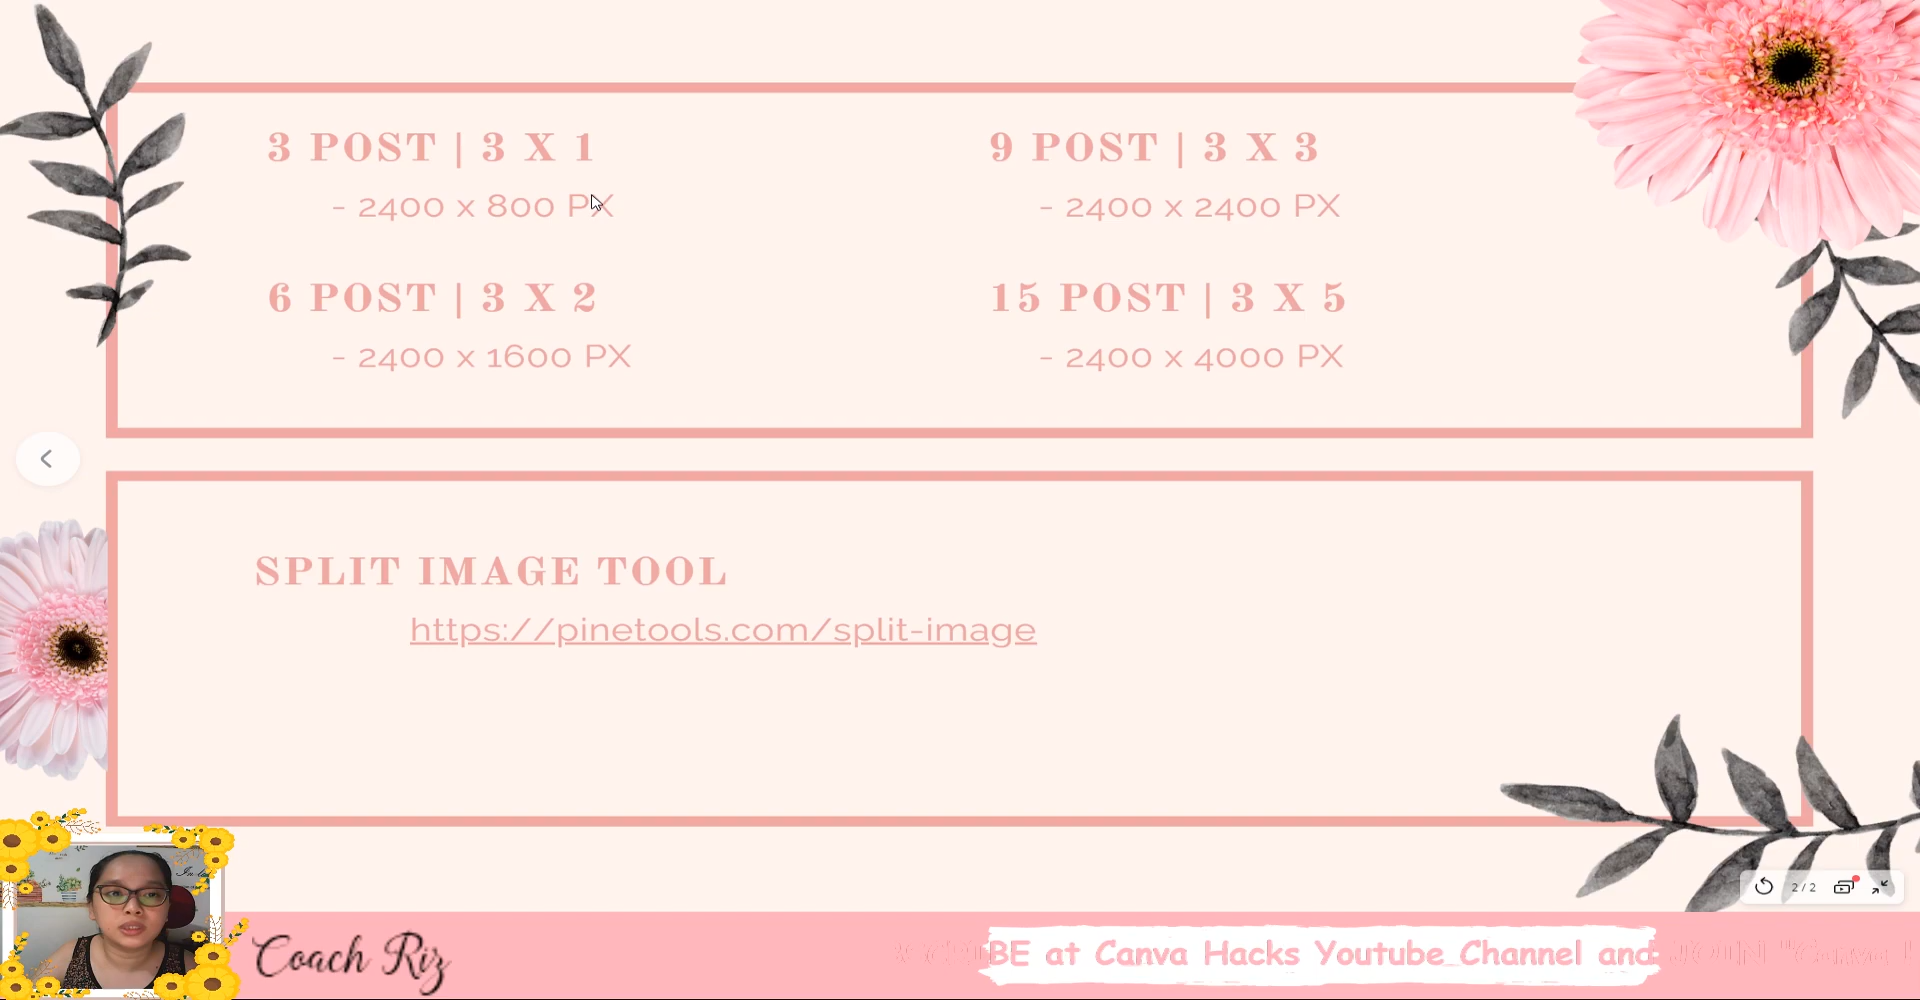 3 POST | 3 X 1
- 2400 x 800 PX
6 POST | 3 X 2
- 2400 x 1600 PX
9 POST | 3 X 3
- 2400 x 2400 PX
15 POST | 3 X 5
- 2400 x 4000 PX
SPLIT IMAGE TOOL
https://pinetools.com/split-image
2 / 2
Coach Riz
BE at Canva Hacks Youtube Channel and JOIN "Canva